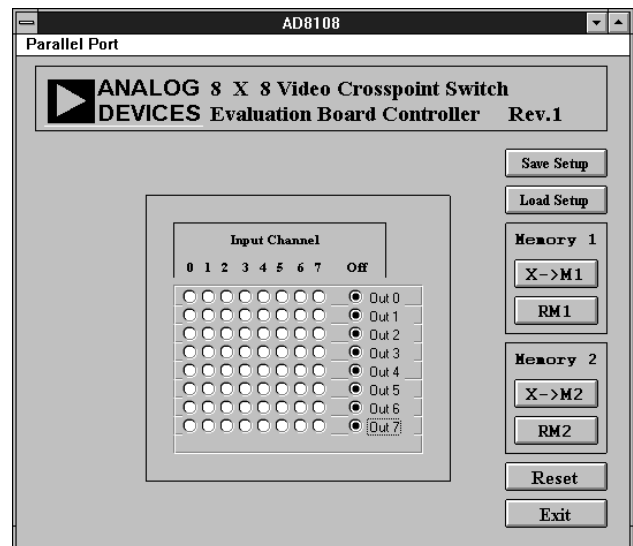 AD8108
Parallel Port
ANALOG DEVICES
8 X 8 Video Crosspoint Switch
Evaluation Board Controller Rev.1
Save Setup
Load Setup
Input Channel
0 1 2 3 4 5 6 7 Off
Out 0
Out 1
Out 2
Out 3
Out 4
Out 5
Out 6
Out 7
Memory 1
X->M1
RM1
Memory 2
X->M2
RM2
Reset
Exit